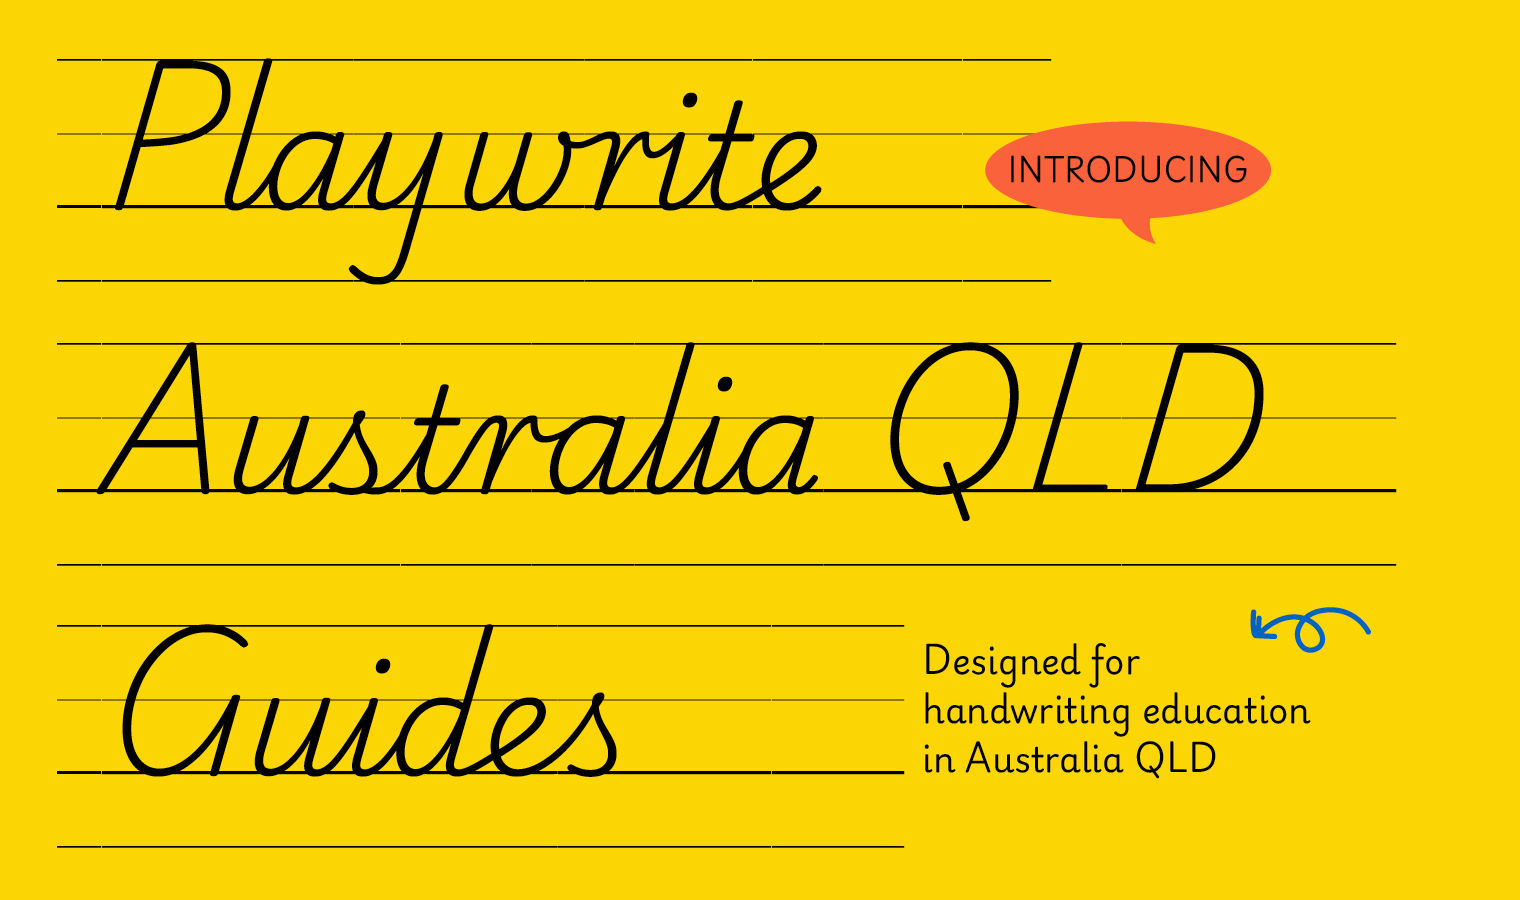 Playwrite
INTRODUCING
Australia QLD
Guides
Designed for
handwriting education
in Australia QLD